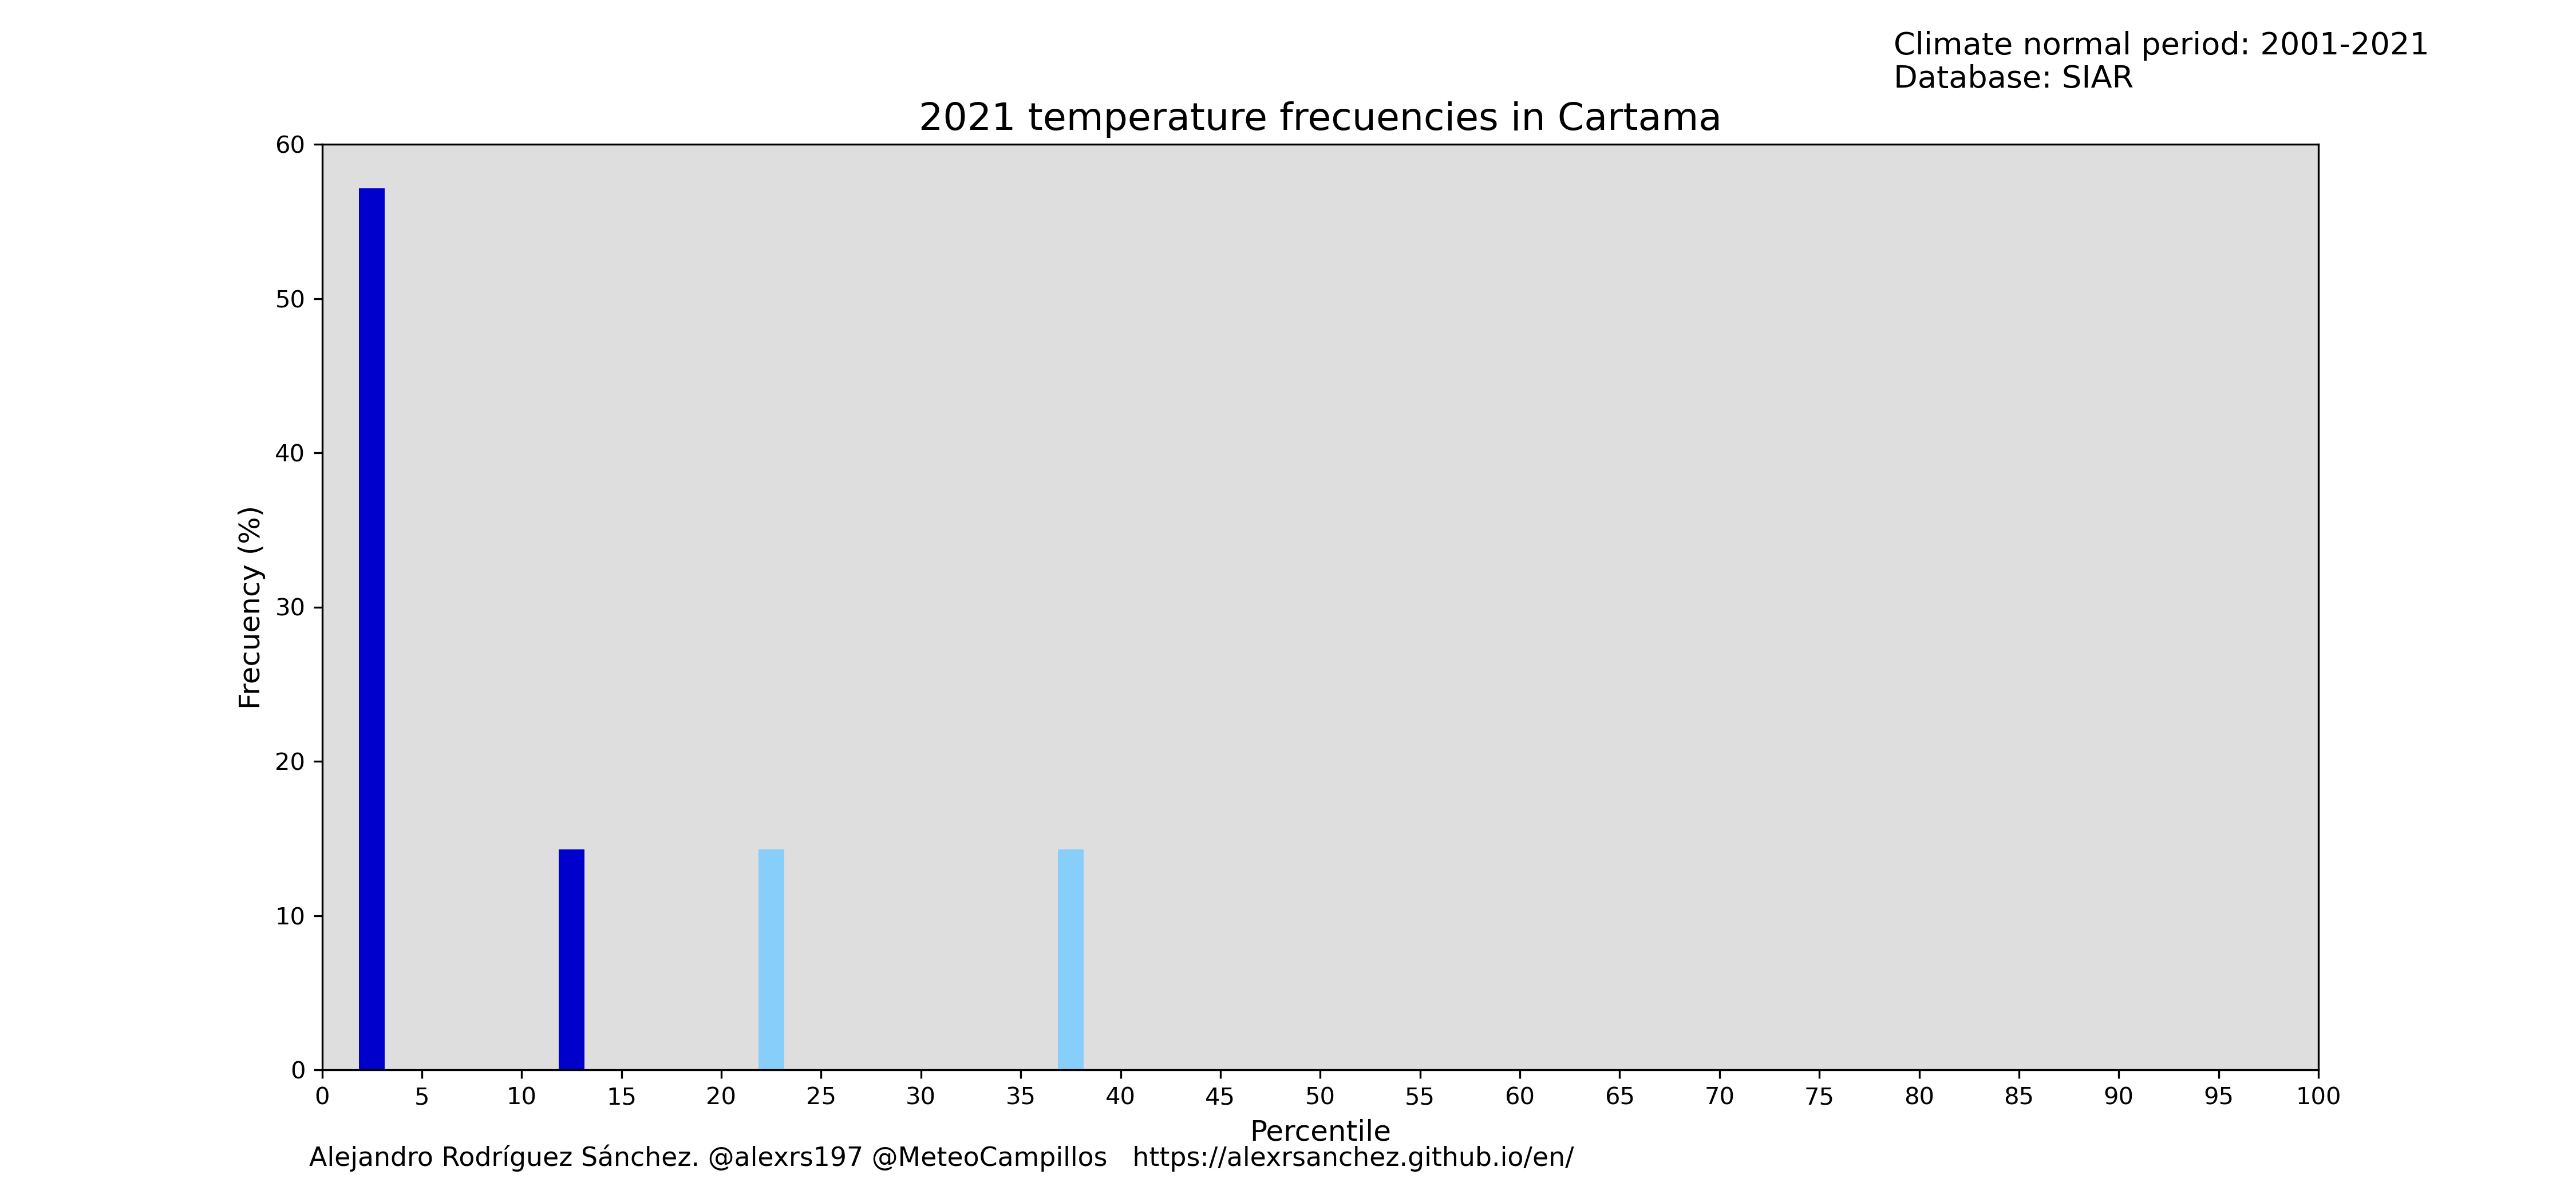 Climate normal period: 2001-2021
Database: SIAR
2021 temperature frecuencies in Cartama
60
50
40
30
20
10
0
Frecuency (%)
0 5 10 15 20 25 30 35 40 45 50 55 60 65 70 75 80 85 90 95 100
Percentile
Alejandro Rodríguez Sánchez. @alexrs197 @MeteoCampillos https://alexrsanchez.github.io/en/